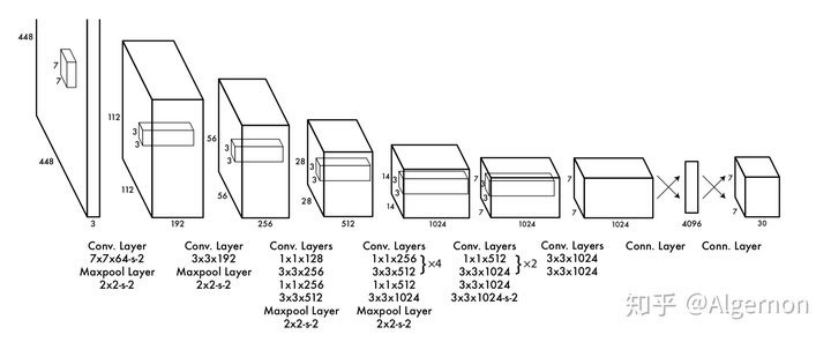 448
7
7
448
3
112
3
3
112
192
56
3
3
56
256
28
3
3
28
512
14
3
3
14
1024
7
3
3
7
1024
7
7
1024
4096
7
7
30
Conv. Layer
7x7x64-s-2
Maxpool Layer
2x2-s-2
Conv. Layer
3x3x192
Maxpool Layer
2x2-s-2
Conv. Layers
1x1x128
3x3x256
1x1x256
3x3x512
Maxpool Layer
2x2-s-2
Conv. Layers
1x1x256
3x3x512 }×4
1x1x512
3x3x1024
Maxpool Layer
2x2-s-2
Conv. Layers
1x1x512
3x3x1024 }×2
3x3x1024
3x3x1024-s-2
Conv. Layers
3x3x1024
3x3x1024
Conn. Layer
Conn. Layer
知乎 @Algernon